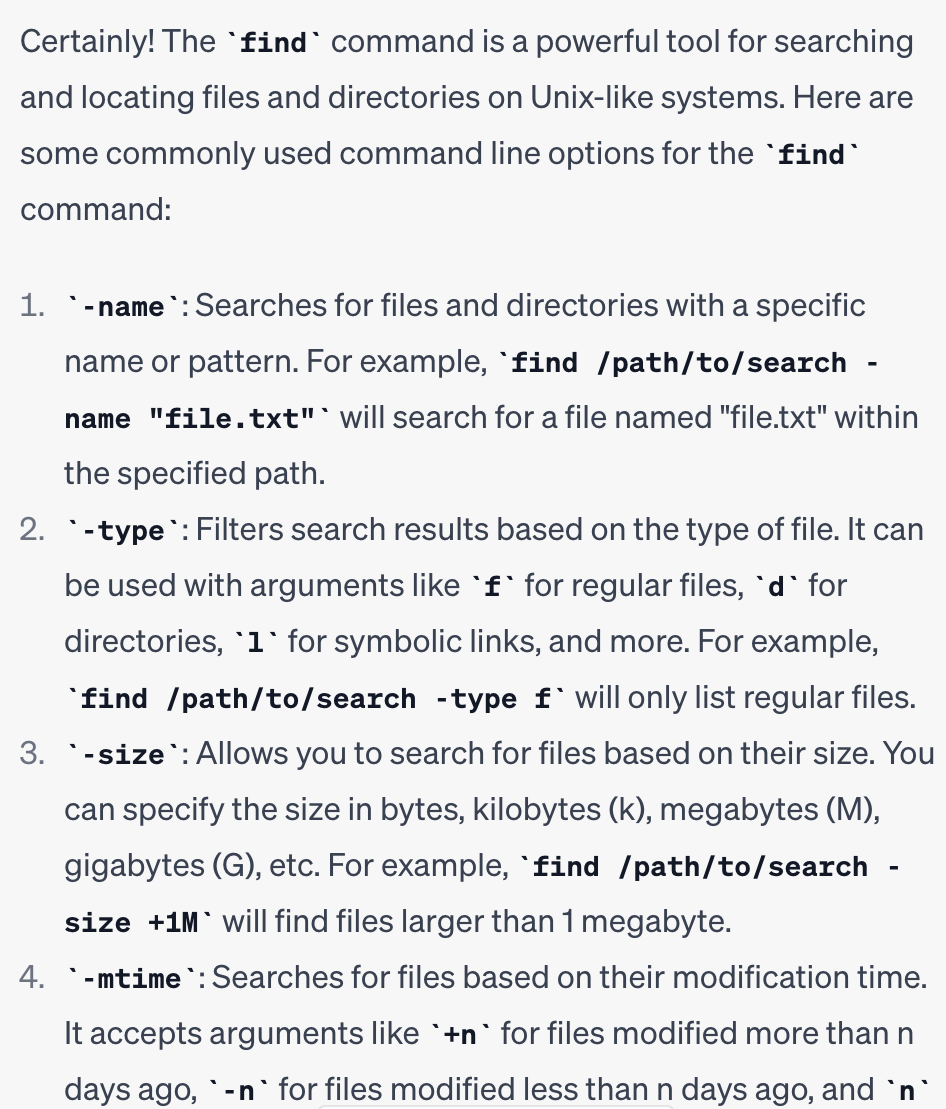 Certainly! The `find` command is a powerful tool for searching
and locating files and directories on Unix-like systems. Here are
some commonly used command line options for the `find`
command:
1. `-name`: Searches for files and directories with a specific
name or pattern. For example, `find /path/to/search -
name "file.txt"` will search for a file named "file.txt" within
the specified path.
2. `-type`: Filters search results based on the type of file. It can
be used with arguments like `f` for regular files, `d` for
directories, `l` for symbolic links, and more. For example,
`find /path/to/search -type f` will only list regular files.
3. `-size`: Allows you to search for files based on their size. You
can specify the size in bytes, kilobytes (k), megabytes (M),
gigabytes (G), etc. For example, `find /path/to/search -
size +1M` will find files larger than 1 megabyte.
4. `-mtime`: Searches for files based on their modification time.
It accepts arguments like `+n` for files modified more than n
days ago, `-n` for files modified less than n days ago, and `n`